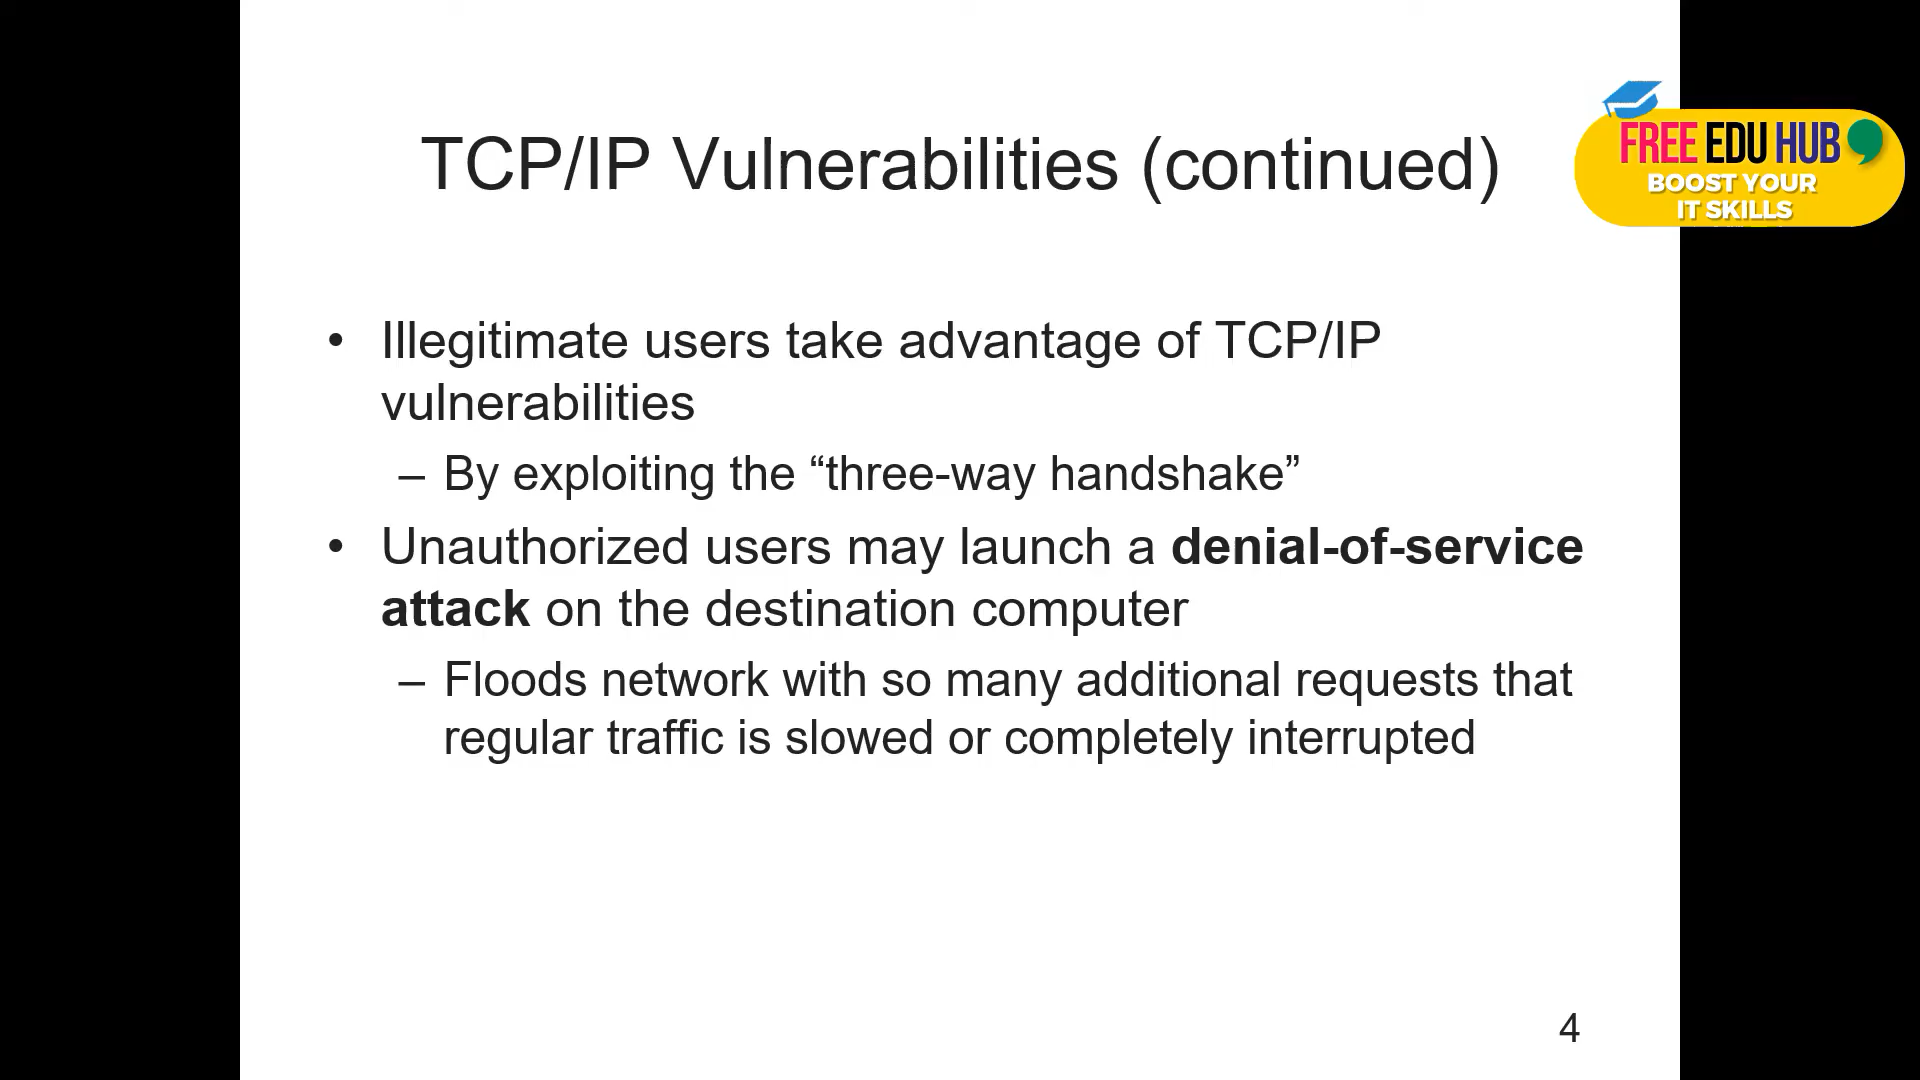 TCP/IP Vulnerabilities (continued)
FREE EDU HUB
BOOST YOUR
IT SKILLS
• Illegitimate users take advantage of TCP/IP
vulnerabilities
– By exploiting the “three-way handshake”
• Unauthorized users may launch a denial-of-service
attack on the destination computer
– Floods network with so many additional requests that
regular traffic is slowed or completely interrupted
4